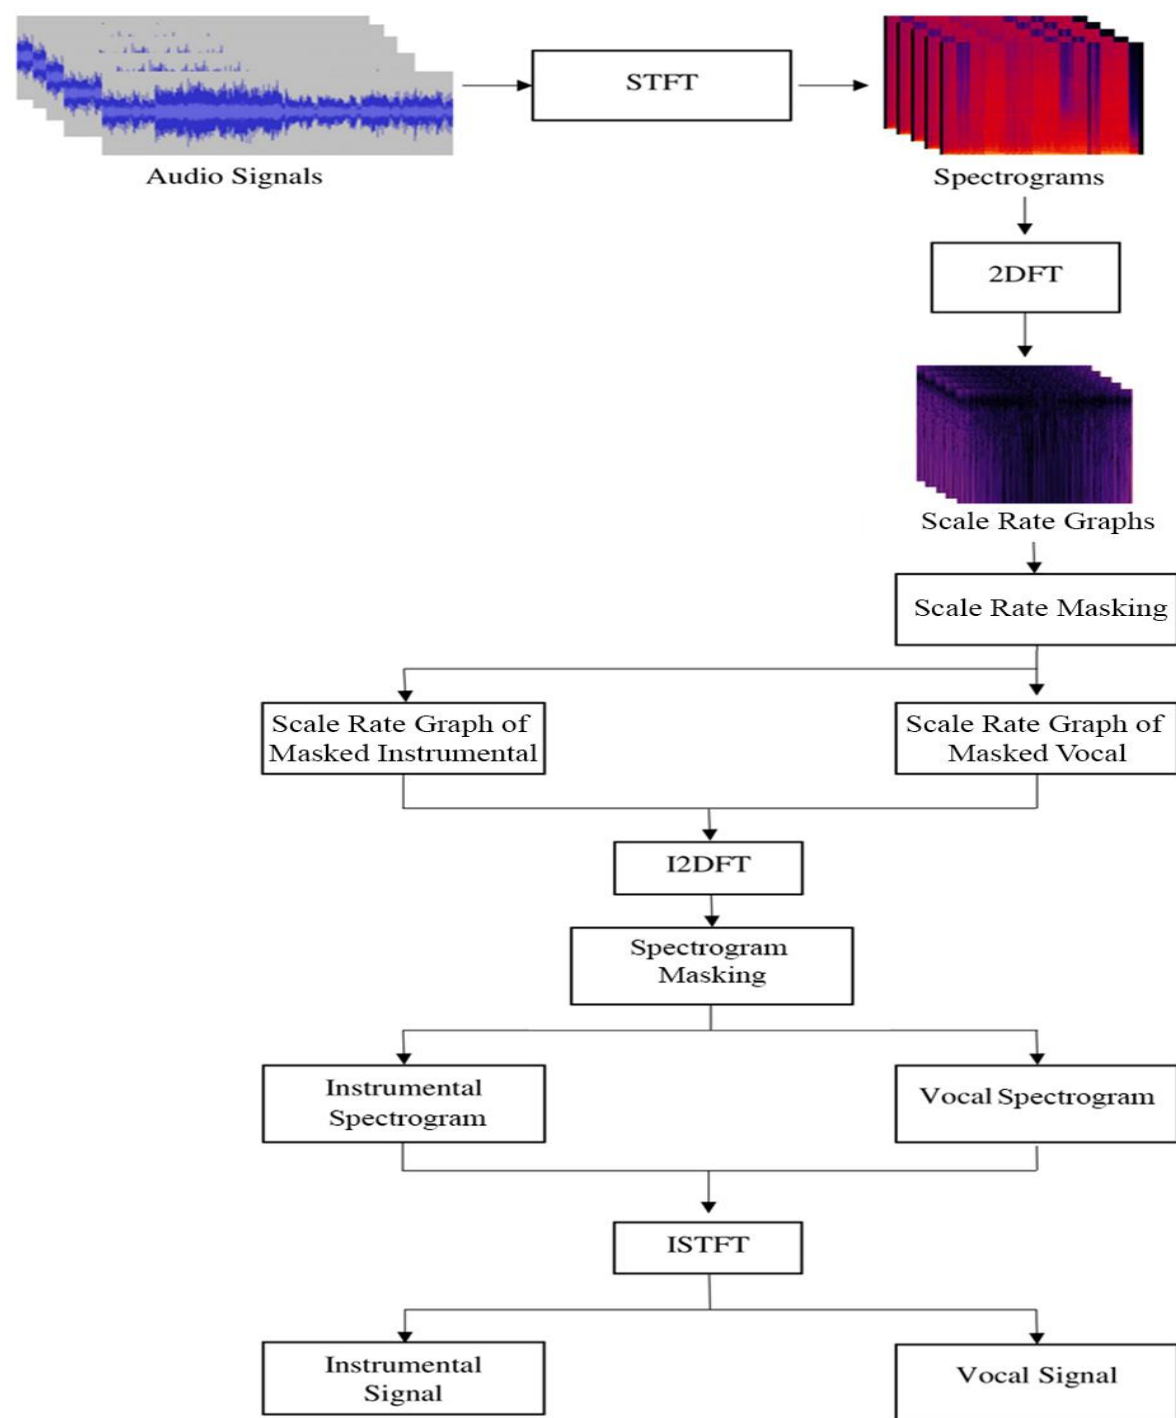 STFT
Audio Signals
Spectrograms
2DFT
Scale Rate Graphs
Scale Rate Masking
Scale Rate Graph of
Masked Instrumental
Scale Rate Graph of
Masked Vocal
I2DFT
Spectrogram
Masking
Instrumental
Spectrogram
Vocal Spectrogram
ISTFT
Instrumental
Signal
Vocal Signal